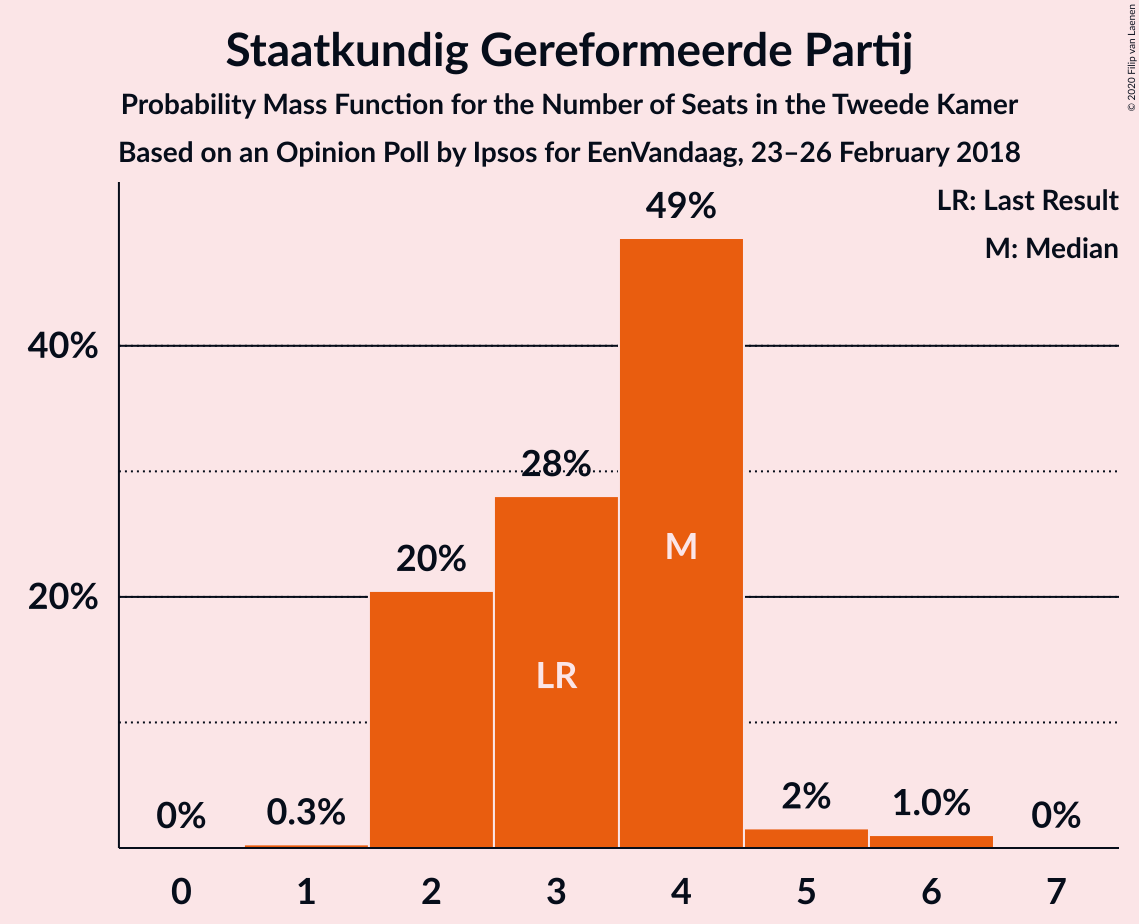 Staatkundig Gereformeerde Partij
Probability Mass Function for the Number of Seats in the Tweede Kamer
Based on an Opinion Poll by Ipsos for EenVandaag, 23–26 February 2018
© 2020 Filip van Laenen
LR: Last Result
M: Median
49%
40%
28%
M
20%
20%
LR
0%
0.3%
2%
1.0%
0%
0 1 2 3 4 5 6 7